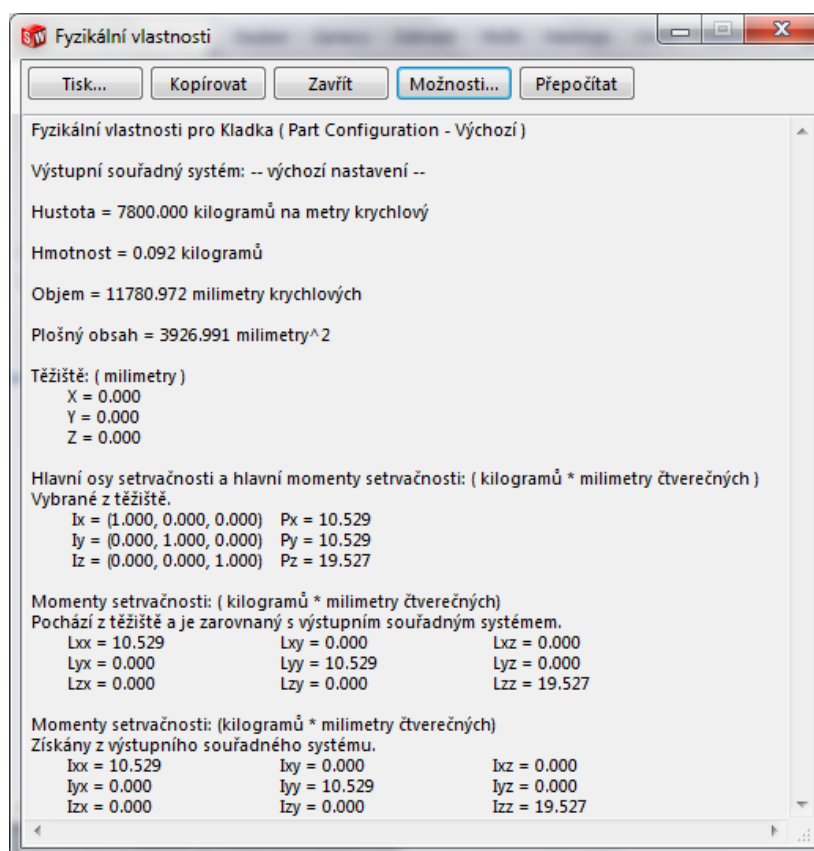 SW Fyzikální vlastnosti
Tisk... Kopírovat Zavřít Možnosti... Přepočítat
Fyzikální vlastnosti pro Kladka ( Part Configuration - Výchozí )
Výstupní souřadný systém: -- výchozí nastavení --
Hustota = 7800.000 kilogramů na metry krychlový
Hmotnost = 0.092 kilogramů
Objem = 11780.972 milimetry krychlových
Plošný obsah = 3926.991 milimetry^2
Těžiště: ( milimetry )
X = 0.000
Y = 0.000
Z = 0.000
Hlavní osy setrvačnosti a hlavní momenty setrvačnosti: ( kilogramů * milimetry čtverečných )
Vybrané z těžiště.
Ix = (1.000, 0.000, 0.000) Px = 10.529
Iy = (0.000, 1.000, 0.000) Py = 10.529
Iz = (0.000, 0.000, 1.000) Pz = 19.527
Momenty setrvačnosti: ( kilogramů * milimetry čtverečných)
Pochází z těžiště a je zarovnaný s výstupním souřadným systémem.
Lxx = 10.529 Lxy = 0.000 Lxz = 0.000
Lyx = 0.000 Lyy = 10.529 Lyz = 0.000
Lzx = 0.000 Lzy = 0.000 Lzz = 19.527
Momenty setrvačnosti: (kilogramů * milimetry čtverečných)
Získány z výstupního souřadného systému.
Ixx = 10.529 Ixy = 0.000 Ixz = 0.000
Iyx = 0.000 Iyy = 10.529 Iyz = 0.000
Izx = 0.000 Izy = 0.000 Izz = 19.527